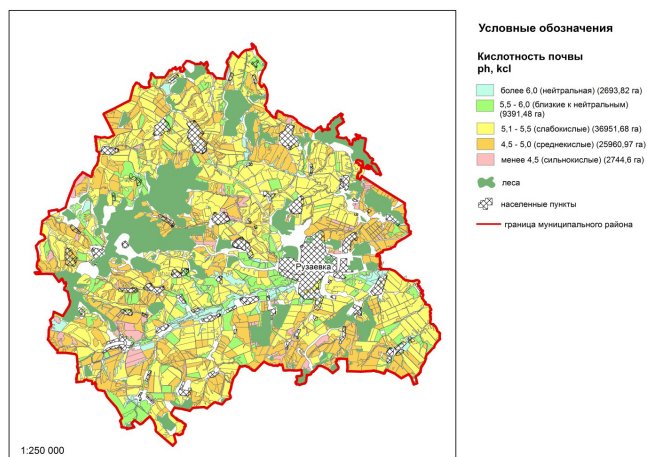 Условные обозначения
Кислотность почвы
ph, kcl
более 6,0 (нейтральная) (2693,82 га)
5,5 - 6,0 (близкие к нейтральным)
(9391,48 га)
5,1 - 5,5 (слабокислые) (36951,68 га)
4,5 - 5,0 (среднекислые) (25960,97 га)
менее 4,5 (сильнокислые) (2744,6 га)
леса
населенные пункты
граница муниципального района
Рузаевка
1:250 000